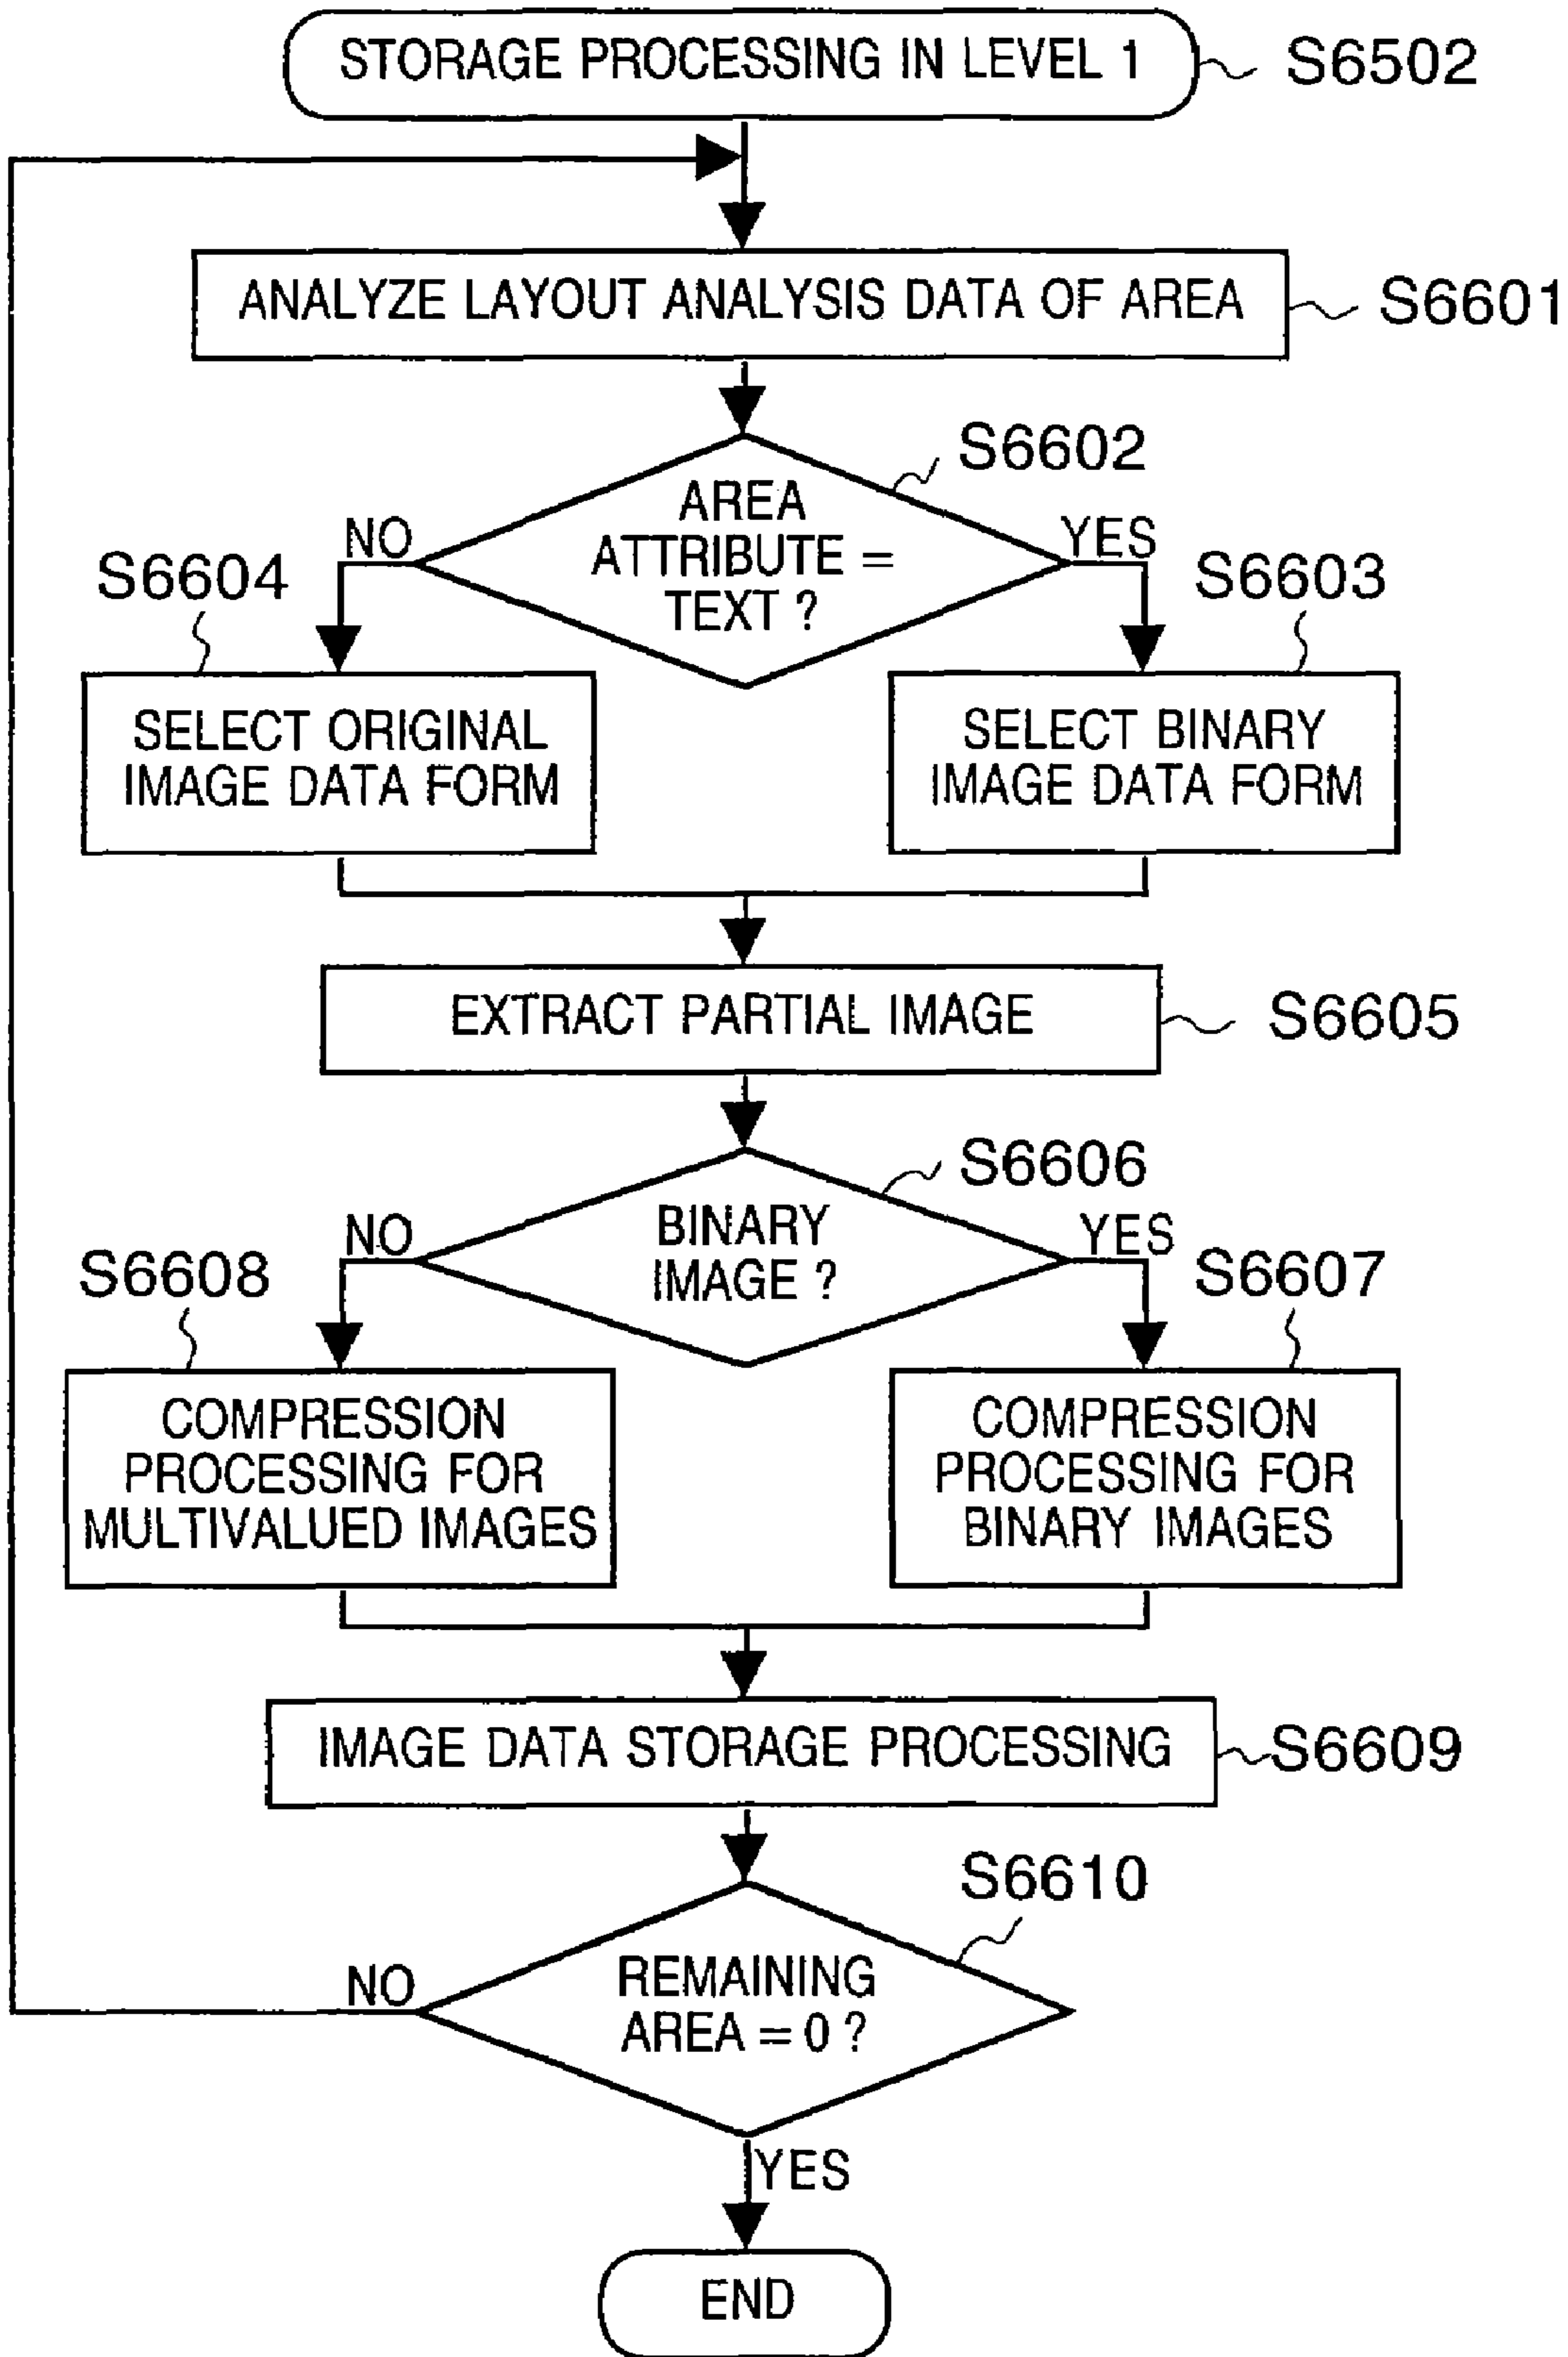 STORAGE PROCESSING IN LEVEL 1
S6502
ANALYZE LAYOUT ANALYSIS DATA OF AREA
S6601
S6602
AREA
ATTRIBUTE =
TEXT ?
NO
YES
S6604
S6603
SELECT ORIGINAL
IMAGE DATA FORM
SELECT BINARY
IMAGE DATA FORM
EXTRACT PARTIAL IMAGE
S6605
S6606
BINARY
IMAGE ?
NO
YES
S6608
S6607
COMPRESSION
PROCESSING FOR
MULTIVALUED IMAGES
COMPRESSION
PROCESSING FOR
BINARY IMAGES
IMAGE DATA STORAGE PROCESSING
S6609
S6610
REMAINING
AREA = 0 ?
NO
YES
END